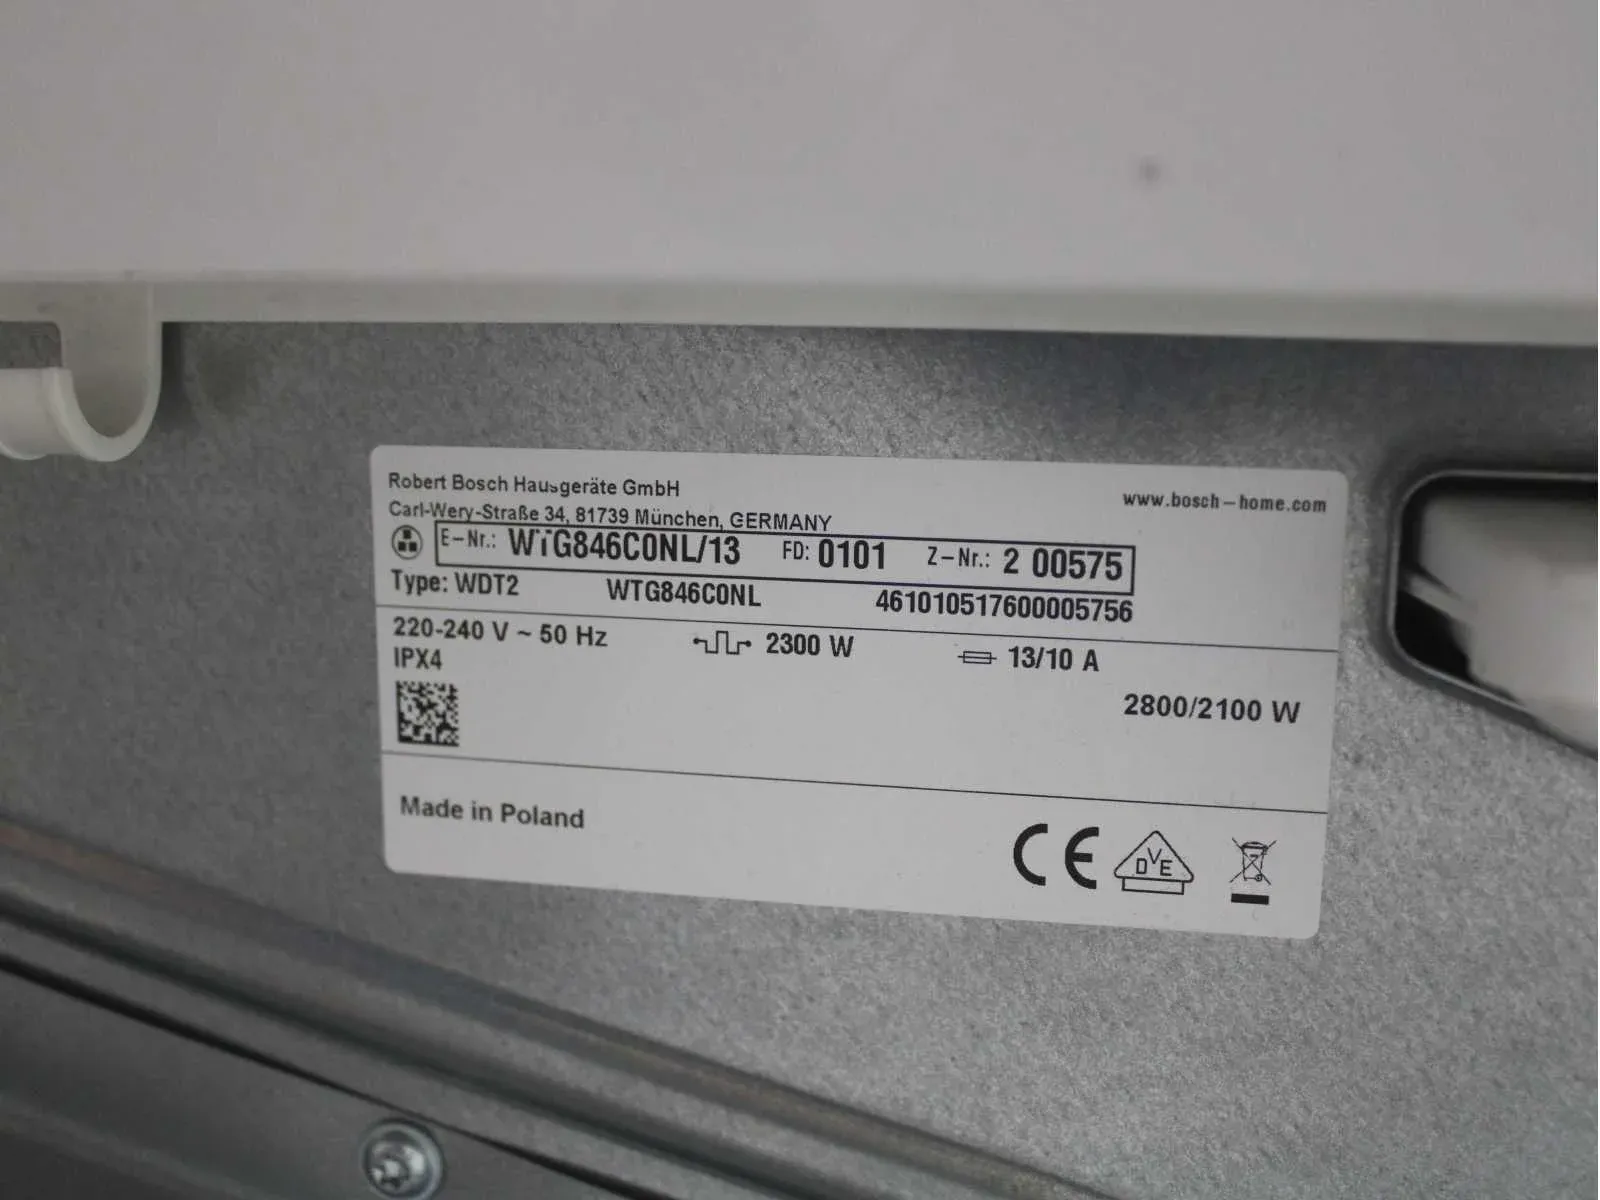 Robert Bosch Hausgeräte GmbH
www.bosch-home.com
Carl-Wery-Straße 34, 81739 München, GERMANY
E-Nr.: WTG846C0NL/13 FD: 0101 Z-Nr.: 2 00575
Type: WDT2 WTG846C0NL 461010517600005756
220-240 V ~ 50 Hz 2300 W 13/10 A
IPX4
2800/2100 W
Made in Poland
CE DVE